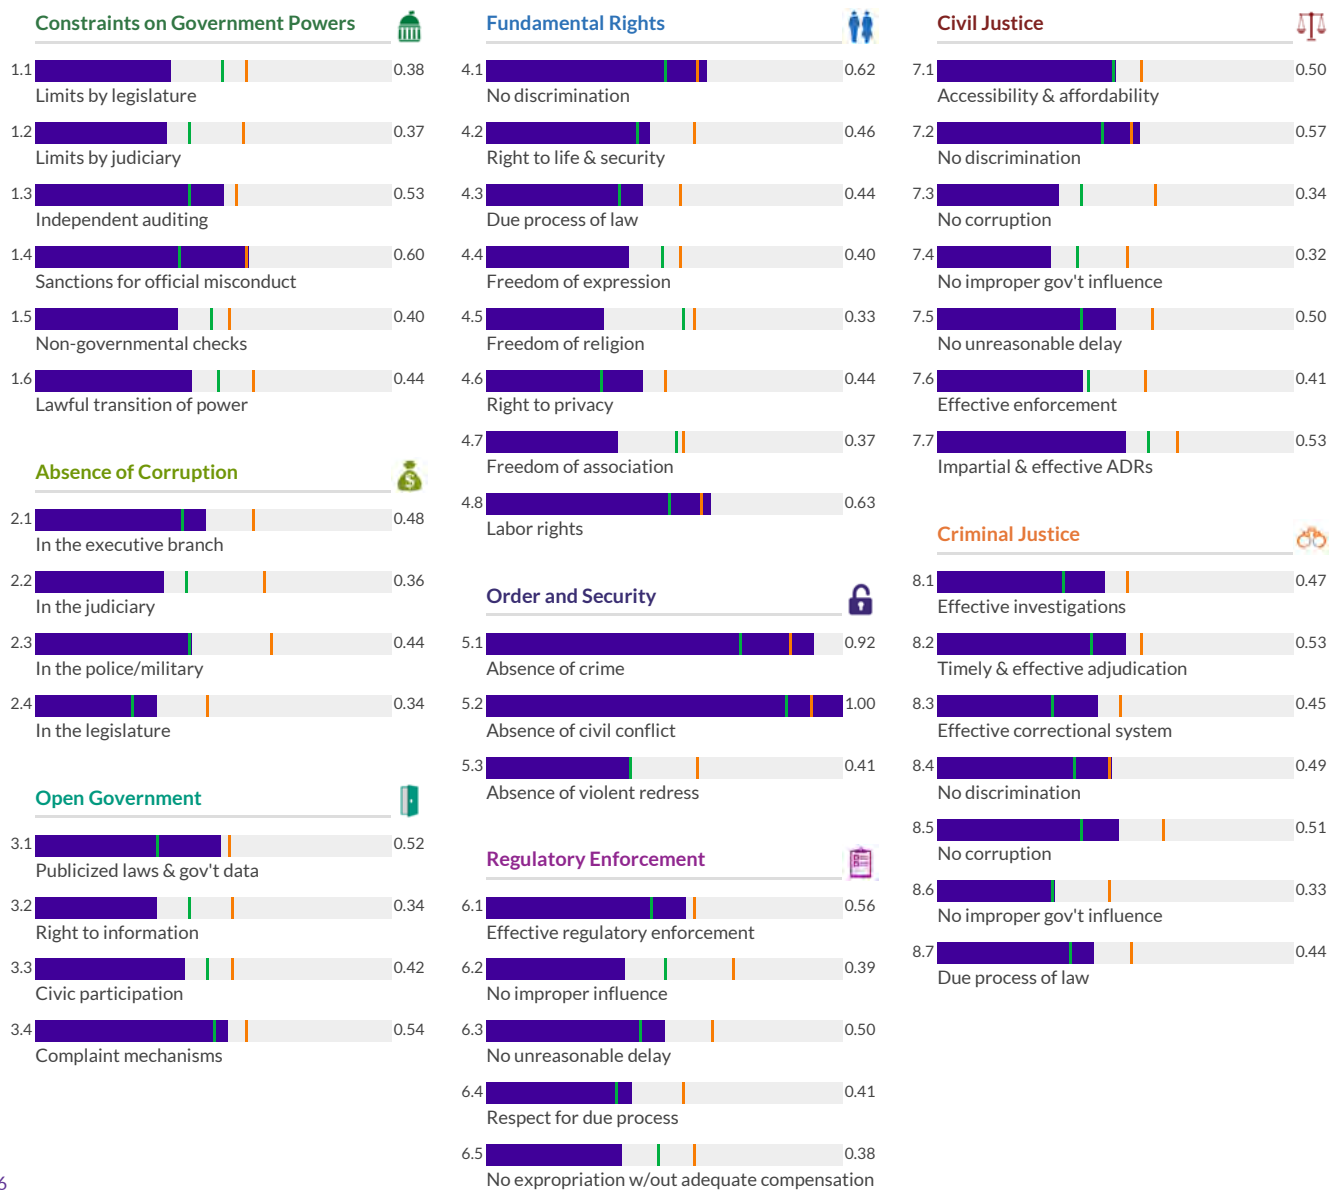 Constraints on Government Powers
1.1 0.38
Limits by legislature
1.2 0.37
Limits by judiciary
1.3 0.53
Independent auditing
1.4 0.60
Sanctions for official misconduct
1.5 0.40
Non-governmental checks
1.6 0.44
Lawful transition of power
Absence of Corruption
$
2.1 0.48
In the executive branch
2.2 0.36
In the judiciary
2.3 0.44
In the police/military
2.4 0.34
In the legislature
Open Government
3.1 0.52
Publicized laws & gov't data
3.2 0.34
Right to information
3.3 0.42
Civic participation
3.4 0.54
Complaint mechanisms
Fundamental Rights
4.1 0.62
No discrimination
4.2 0.46
Right to life & security
4.3 0.44
Due process of law
4.4 0.40
Freedom of expression
4.5 0.33
Freedom of religion
4.6 0.44
Right to privacy
4.7 0.37
Freedom of association
4.8 0.63
Labor rights
Order and Security
5.1 0.92
Absence of crime
5.2 1.00
Absence of civil conflict
5.3 0.41
Absence of violent redress
Regulatory Enforcement
6.1 0.56
Effective regulatory enforcement
6.2 0.39
No improper influence
6.3 0.50
No unreasonable delay
6.4 0.41
Respect for due process
6.5 0.38
No expropriation w/out adequate compensation
Civil Justice
7.1 0.50
Accessibility & affordability
7.2 0.57
No discrimination
7.3 0.34
No corruption
7.4 0.32
No improper gov't influence
7.5 0.50
No unreasonable delay
7.6 0.41
Effective enforcement
7.7 0.53
Impartial & effective ADRs
Criminal Justice
8.1 0.47
Effective investigations
8.2 0.53
Timely & effective adjudication
8.3 0.45
Effective correctional system
8.4 0.49
No discrimination
8.5 0.51
No corruption
8.6 0.33
No improper gov't influence
8.7 0.44
Due process of law
6